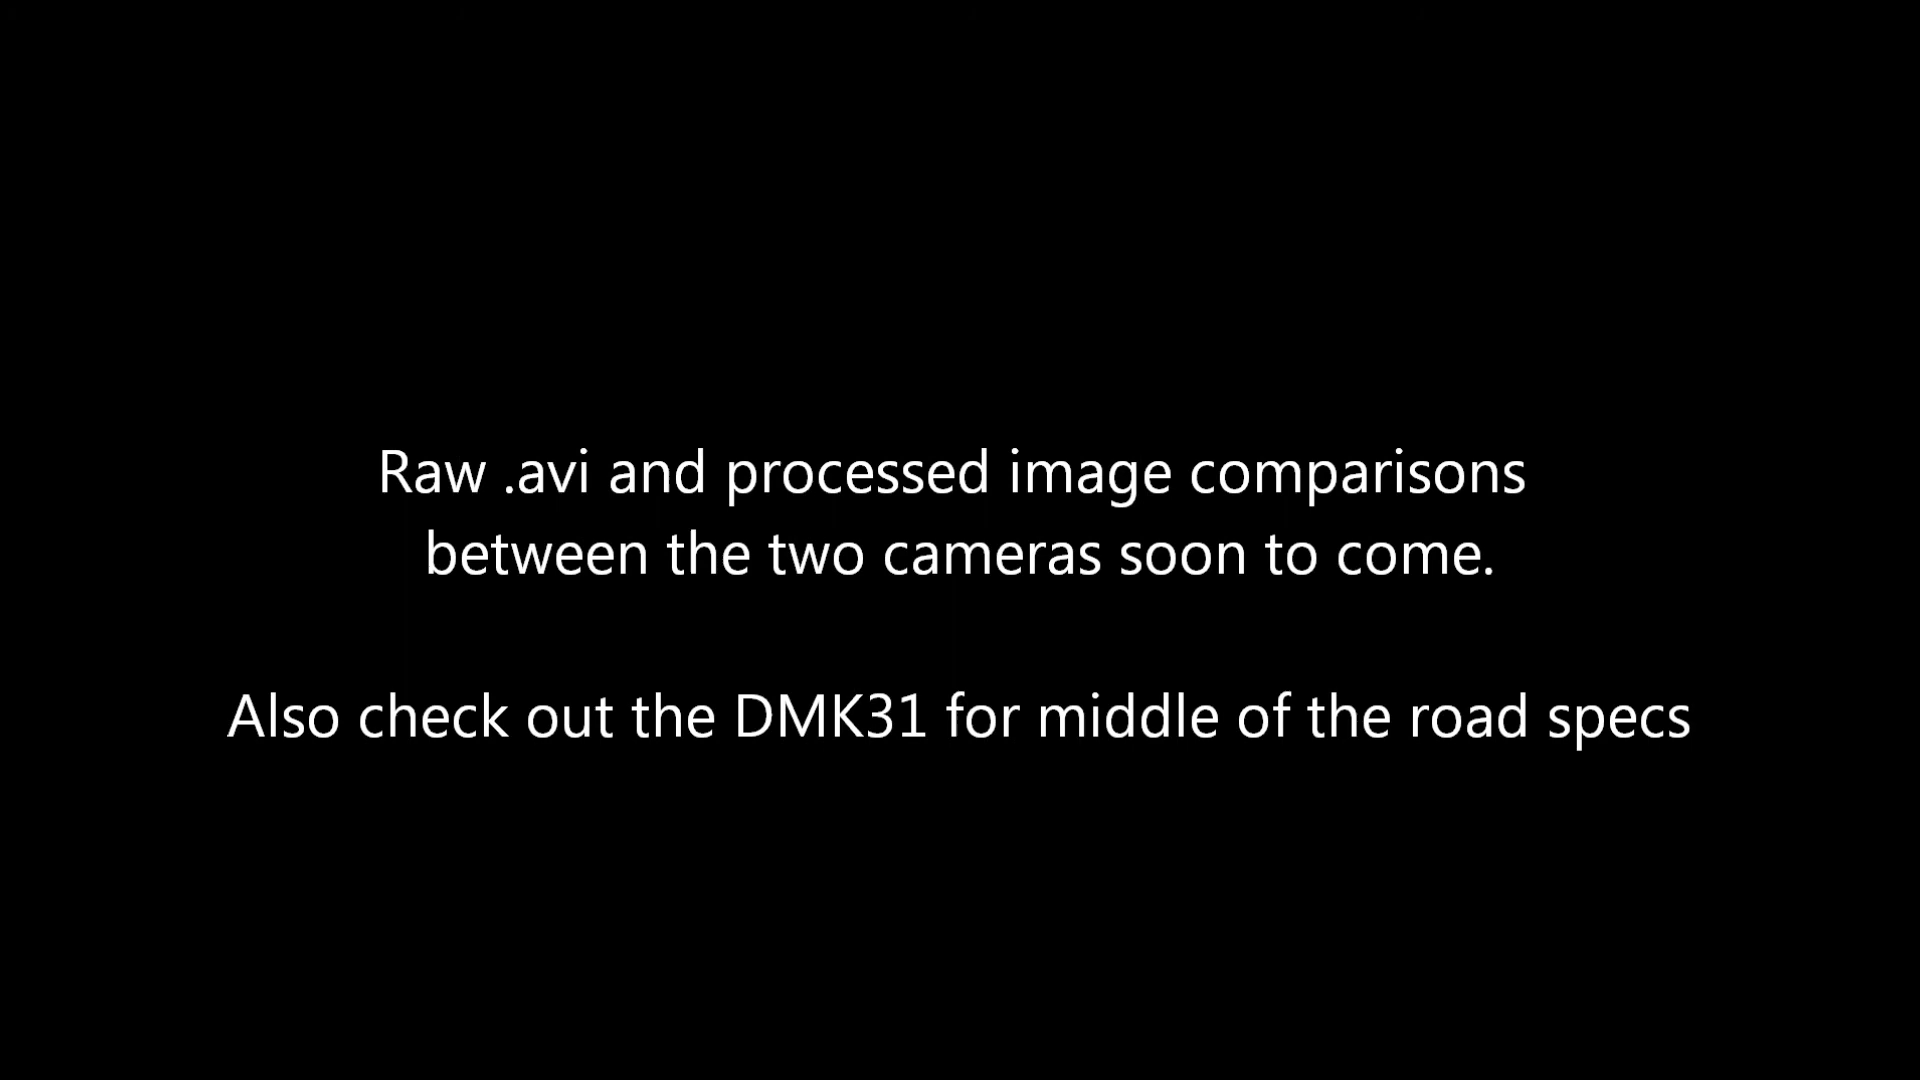 Raw .avi and processed image comparisons
between the two cameras soon to come.
Also check out the DMK31 for middle of the road specs